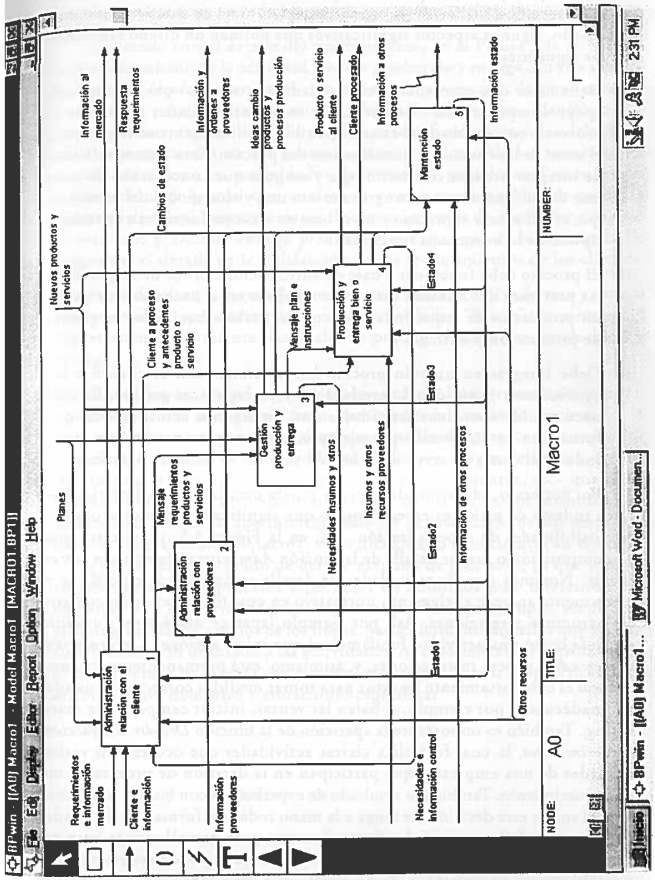 BPwin - [[A0] Macro1 - Model Macro1 (MACRO1.BP1)]
File Edit Display Editor Report Options Window Help
Planes
Nuevos productos y
servicios
Requerimientos
e información
mercado
Cliente e
información
Información
proveedores
Necesidades e
información control
Administración
relación con el
cliente
1
Administración
relación con
proveedores
2
Gestión
producción y
entrega
3
Producción y
entrega bien o
servicio
4
Mantención
estado
5
Mensaje
requerimientos
productos y
servicios
Cliente a proceso
y antecedentes
producto o
servicio
Mensaje plan e
instrucciones
Cambios de estado
Necesidades insumos y otros
Insumos y otros
recursos proveedores
Estado1
Estado2
Estado3
Estado4
Información de otros procesos
Otros recursos
Información al
mercado
Respuesta
requerimientos
Información y
ordenes a
proveedores
Ideas cambio
productos y
procesos producción
Producto o servicio
al cliente
Cliente procesado
Información a otros
procesos
Información estado
NODE:
A0
TITLE:
Macro1
NUMBER:
Inicio
BPwin - [[A0] Macro1...
Microsoft Word - Documen...
2:31 PM